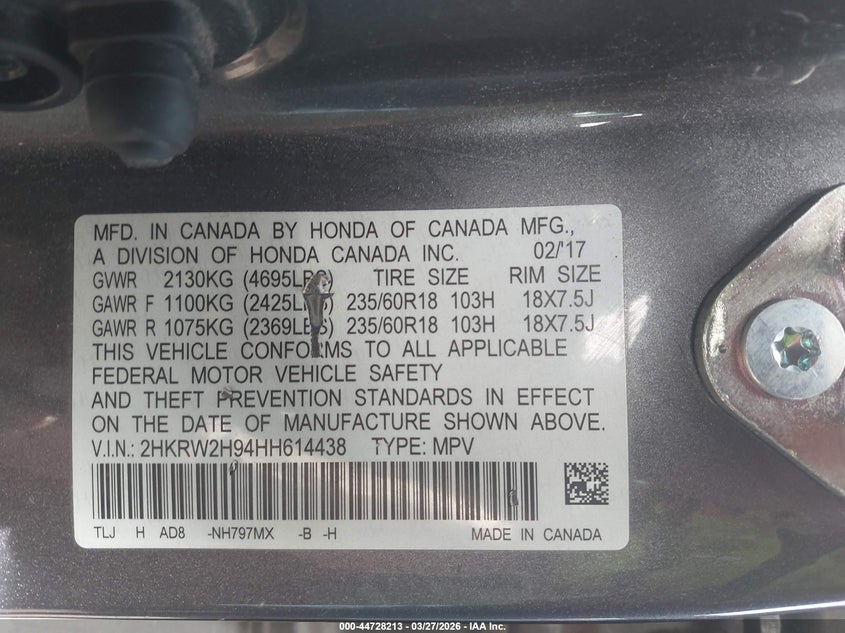 MFD. IN CANADA BY HONDA OF CANADA MFG.,
A DIVISION OF HONDA CANADA INC. 02/'17
GVWR 2130KG (4695LBS) TIRE SIZE RIM SIZE
GAWR F 1100KG (2425LBS) 235/60R18 103H 18X7.5J
GAWR R 1075KG (2369LBS) 235/60R18 103H 18X7.5J
THIS VEHICLE CONFORMS TO ALL APPLICABLE
FEDERAL MOTOR VEHICLE SAFETY
AND THEFT PREVENTION STANDARDS IN EFFECT
ON THE DATE OF MANUFACTURE SHOWN ABOVE.
V.I.N.: 2HKRW2H94HH614438 TYPE: MPV
TLJ H AD8 -NH797MX -B -H MADE IN CANADA
000-44728213 - 03/27/2026 - IAA Inc.